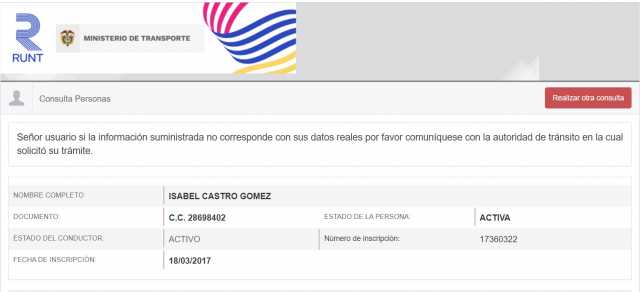 RUNT
MINISTERIO DE TRANSPORTE
Consulta Personas
Realizar otra consulta
Señor usuario si la información suministrada no corresponde con sus datos reales por favor comuníquese con la autoridad de tránsito en la cual
solicitó su trámite.
NOMBRE COMPLETO: ISABEL CASTRO GOMEZ
DOCUMENTO: C.C. 28698402 ESTADO DE LA PERSONA: ACTIVA
ESTADO DEL CONDUCTOR: ACTIVO Número de inscripción: 17360322
FECHA DE INSCRIPCIÓN: 18/03/2017